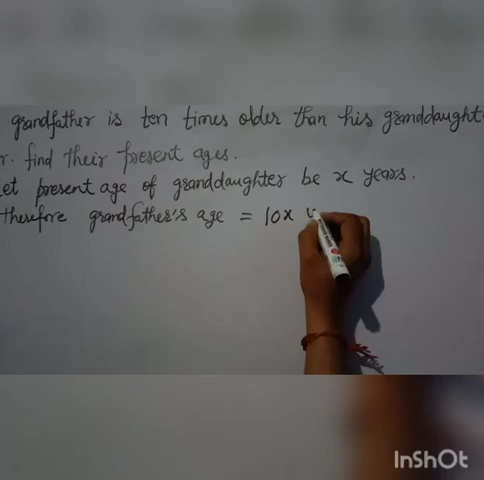 grandfather is ten times older than his granddaught
r. find their present ages.
et present age of granddaughter be x years.
therefore grandfather's age = 10x
InShOt